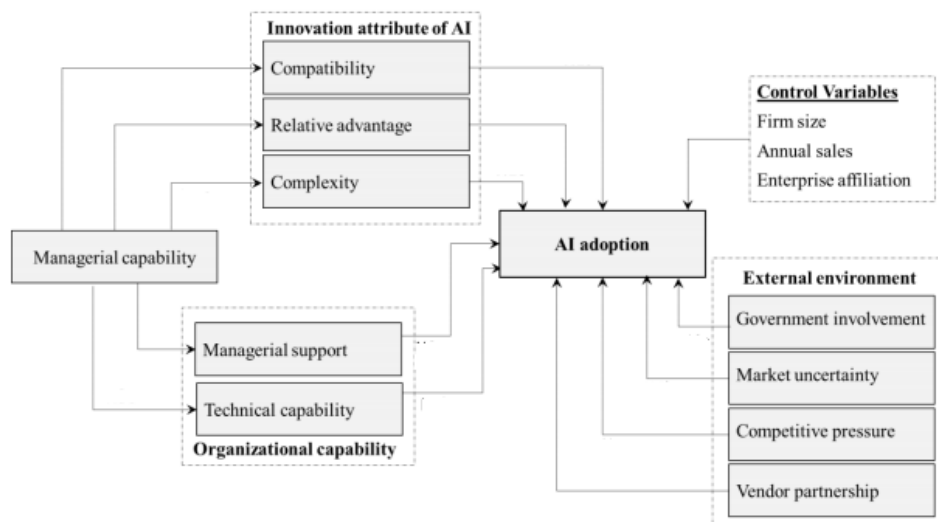 Innovation attribute of AI
Compatibility
Relative advantage
Complexity
Control Variables
Firm size
Annual sales
Enterprise affiliation
Managerial capability
AI adoption
Managerial support
Technical capability
Organizational capability
External environment
Government involvement
Market uncertainty
Competitive pressure
Vendor partnership